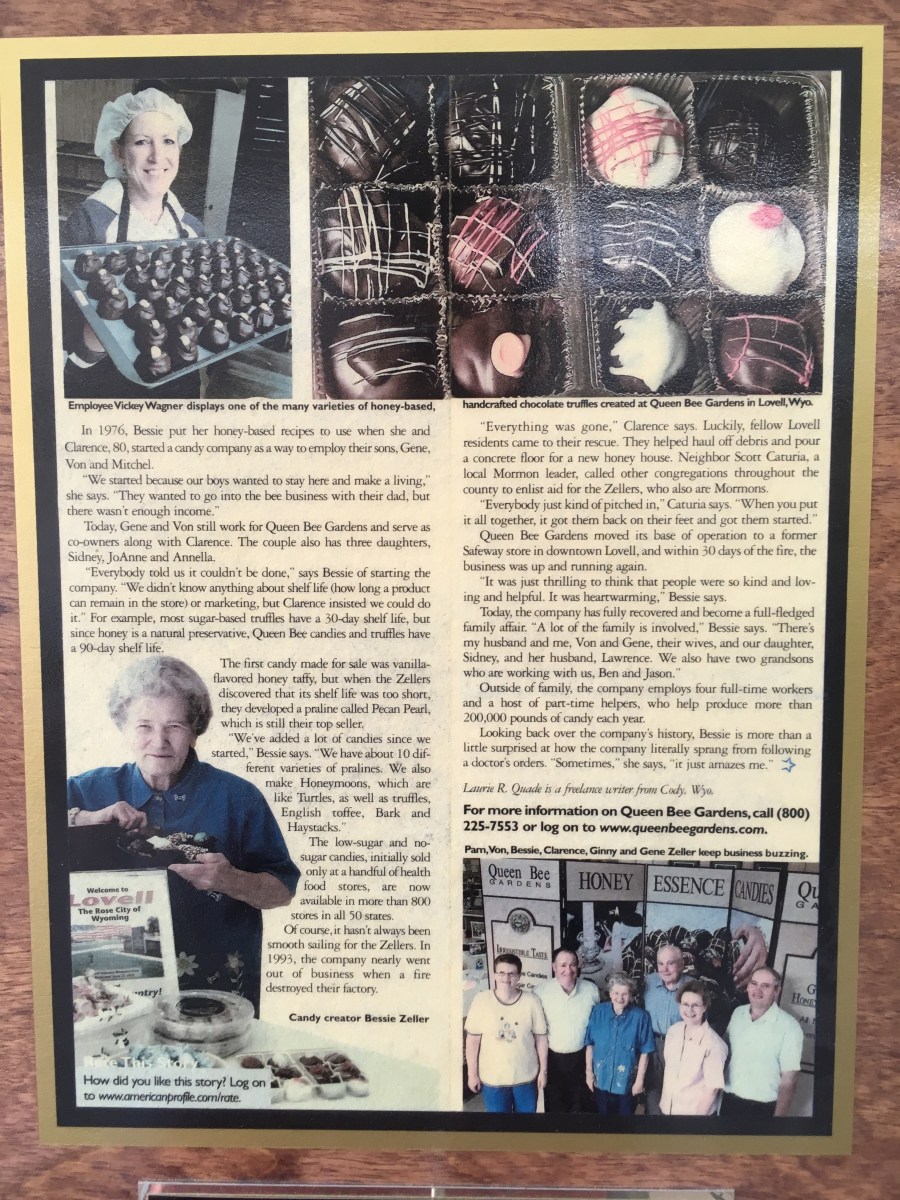 Employee Vickey Wagner displays one of the many varieties of honey-based,
handcrafted chocolate truffles created at Queen Bee Gardens in Lovell, Wyo.
In 1976, Bessie put her honey-based recipes to use when she and
Clarence, 80, started a candy company as a way to employ their sons, Gene,
Von and Mitchel.
“We started because our boys wanted to stay here and make a living,”
she says. “They wanted to go into the bee business with their dad, but
there wasn't enough income.”
Today, Gene and Von still work for Queen Bee Gardens and serve as
co-owners along with Clarence. The couple also has three daughters,
Sidney, JoAnne and Annella.
“Everybody told us it couldn't be done,” says Bessie of starting the
company. “We didn't know anything about shelf life (how long a product
can remain in the store) or marketing, but Clarence insisted we could do
it.” For example, most sugar-based truffles have a 30-day shelf life, but
since honey is a natural preservative, Queen Bee candies and truffles have
a 90-day shelf life.
The first candy made for sale was vanilla-
flavored honey taffy, but when the Zellers
discovered that its shelf life was too short,
they developed a praline called Pecan Pearl,
which is still their top seller.
“We've added a lot of candies since we
started,” Bessie says. “We have about 10 dif-
ferent varieties of pralines. We also
make Honeymoons, which are
like Turtles, as well as truffles,
English toffee, Bark and
Haystacks.”
The low-sugar and no-
sugar candies, initially sold
only at a handful of health
food stores, are now
available in more than 800
stores in all 50 states.
Of course, it hasn't always been
smooth sailing for the Zellers. In
1993, the company nearly went
out of business when a fire
destroyed their factory.
Candy creator Bessie Zeller
Welcome to
Lovell
The Rose City of
Wyoming
How did you like this story? Log on
to www.americanprofile.com/rate.
“Everything was gone,” Clarence says. Luckily, fellow Lovell
residents came to their rescue. They helped haul off debris and pour
a concrete floor for a new honey house. Neighbor Scott Caturia, a
local Mormon leader, called other congregations throughout the
county to enlist aid for the Zellers, who also are Mormons.
“Everybody just kind of pitched in,” Caturia says. “When you put
it all together, it got them back on their feet and got them started.”
Queen Bee Gardens moved its base of operation to a former
Safeway store in downtown Lovell, and within 30 days of the fire, the
business was up and running again.
“It was just thrilling to think that people were so kind and lov-
ing and helpful. It was heartwarming,” Bessie says.
Today, the company has fully recovered and become a full-fledged
family affair. “A lot of the family is involved,” Bessie says. “There's
my husband and me, Von and Gene, their wives, and our daughter,
Sidney, and her husband, Lawrence. We also have two grandsons
who are working with us, Ben and Jason.”
Outside of family, the company employs four full-time workers
and a host of part-time helpers, who help produce more than
200,000 pounds of candy each year.
Looking back over the company's history, Bessie is more than a
little surprised at how the company literally sprang from following
a doctor's orders. “Sometimes,” she says, “it just amazes me.”
Laurie R. Quade is a freelance writer from Cody, Wyo.
For more information on Queen Bee Gardens, call (800)
225-7553 or log on to www.queenbeegardens.com.
Pam, Von, Bessie, Clarence, Ginny and Gene Zeller keep business buzzing.
Queen Bee
GARDENS
HONEY
ESSENCE
CANDIES